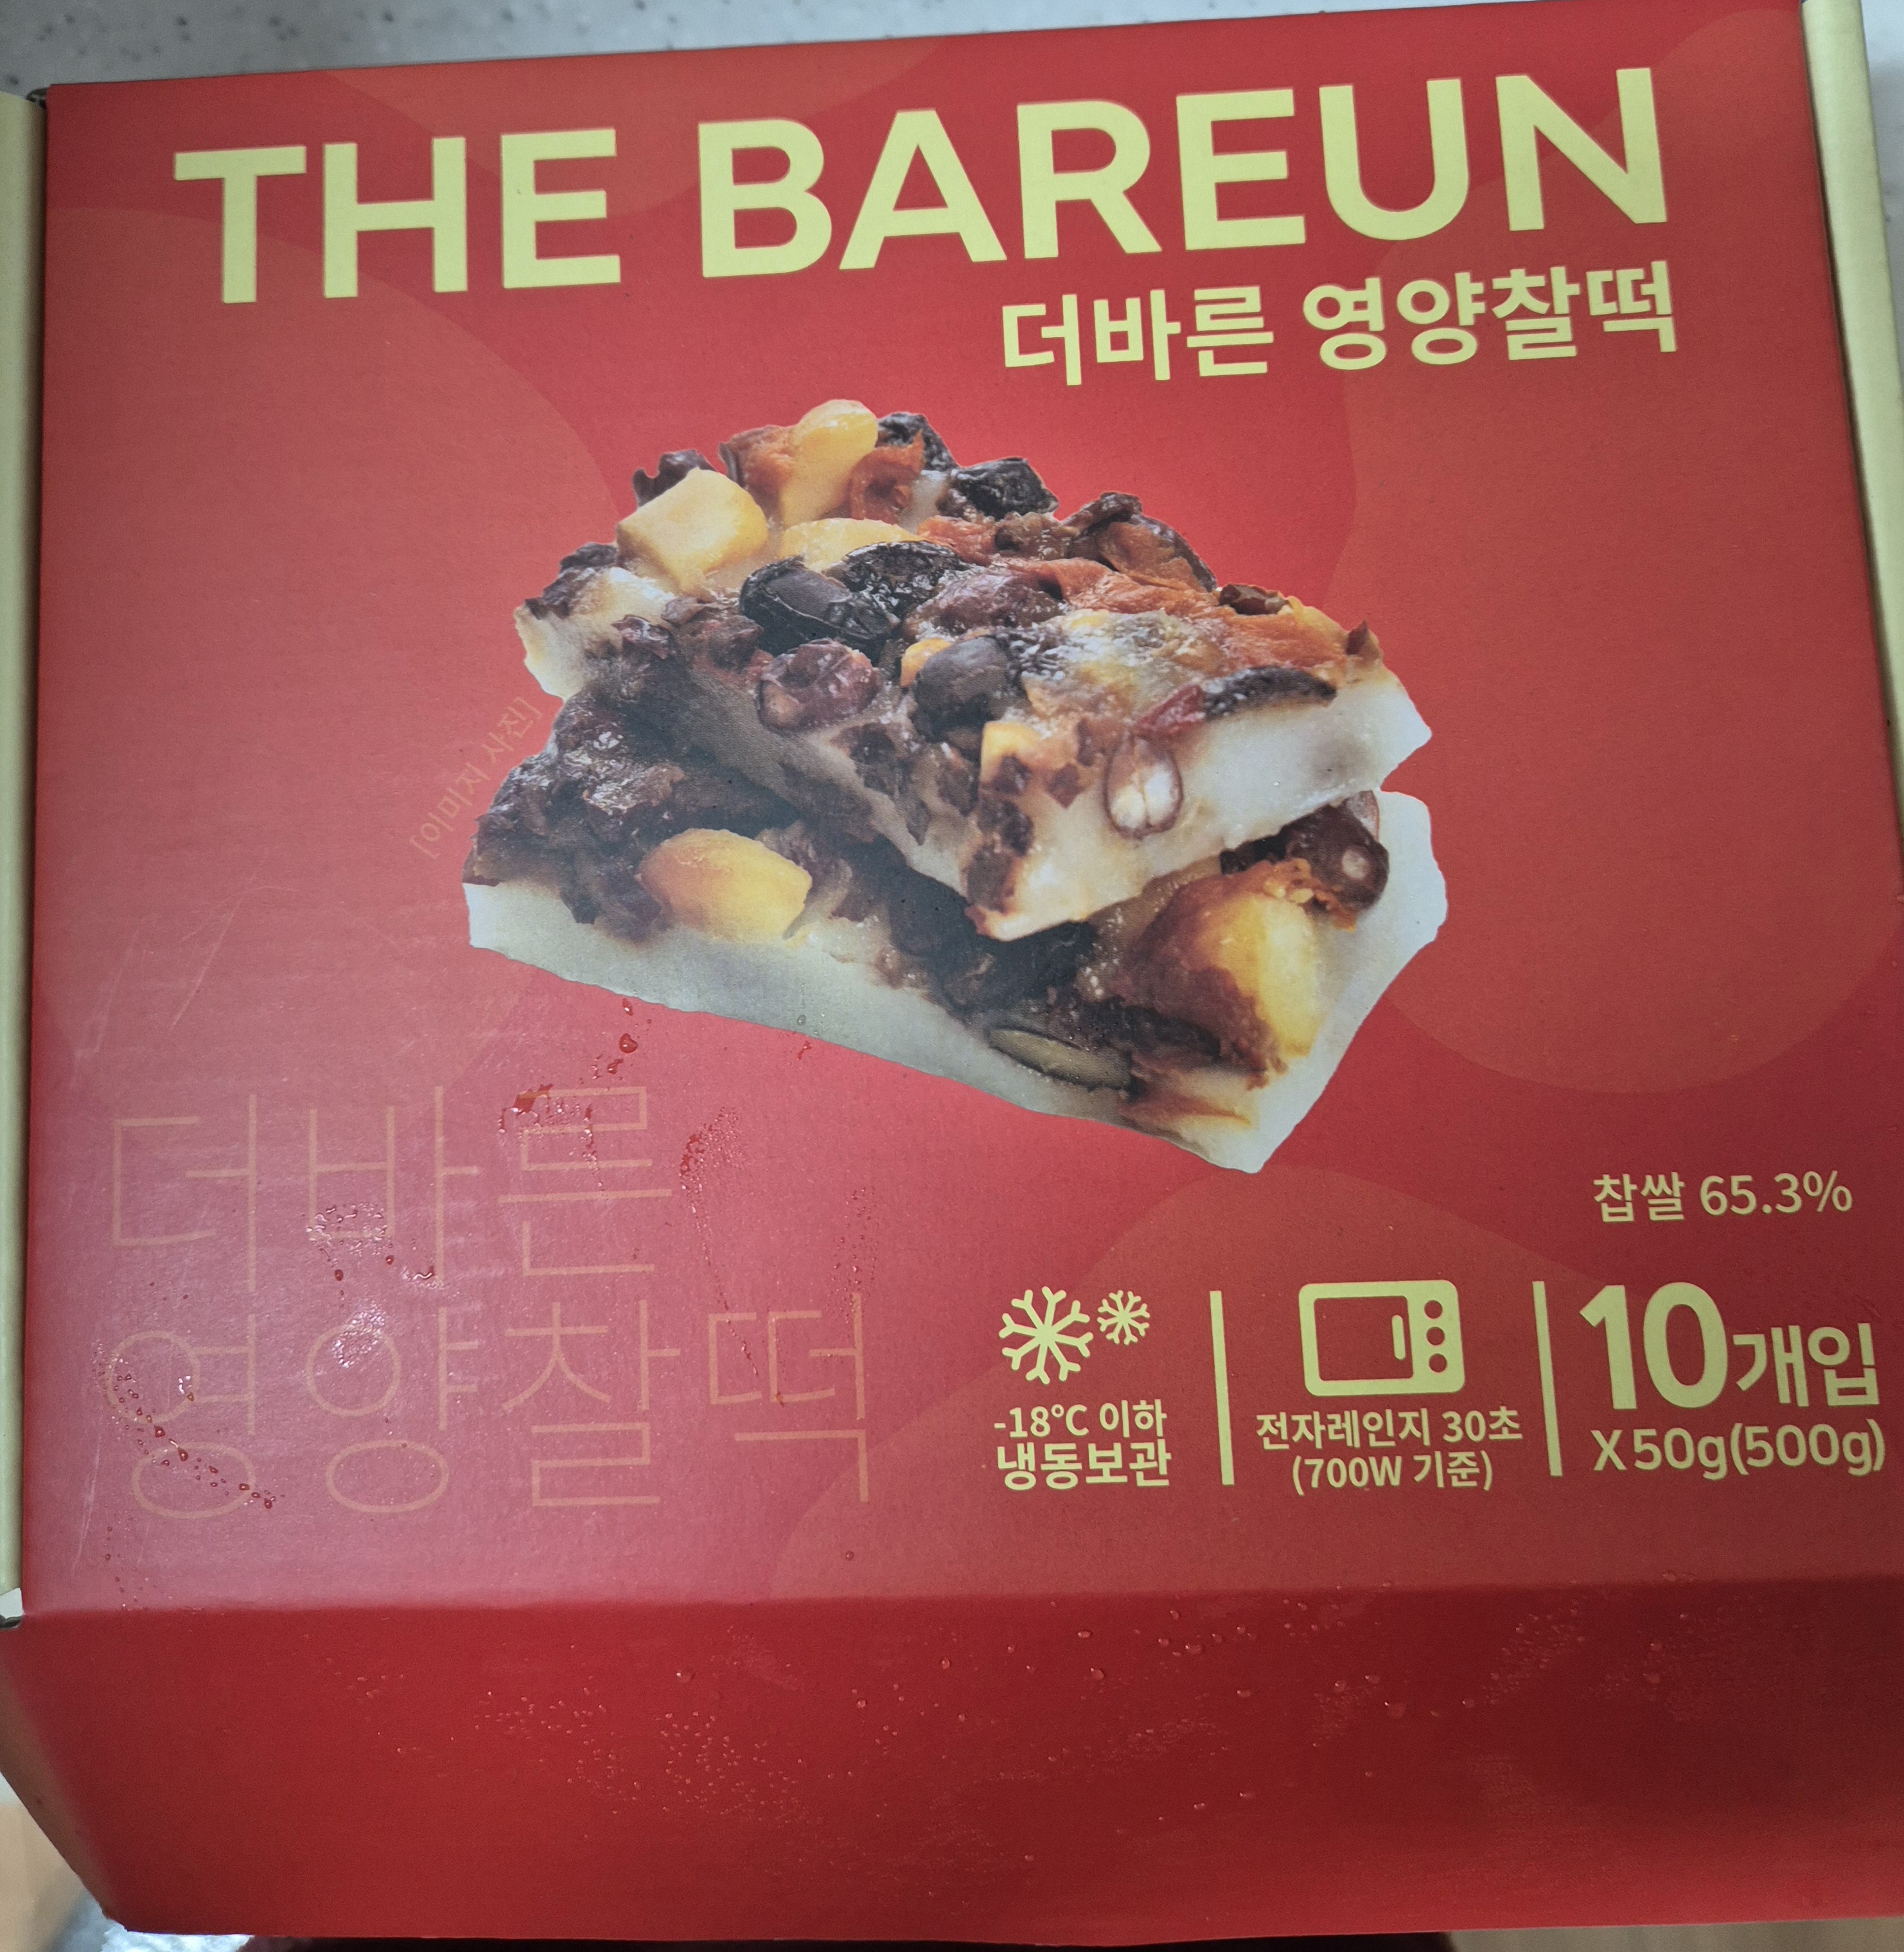 THE BAREUN
더바른 영양찰떡
[이미지 사진]
더바른
영양찰떡
찹쌀 65.3%
-18℃ 이하
냉동보관
전자레인지 30초
(700W 기준)
10개입
X50g(500g)